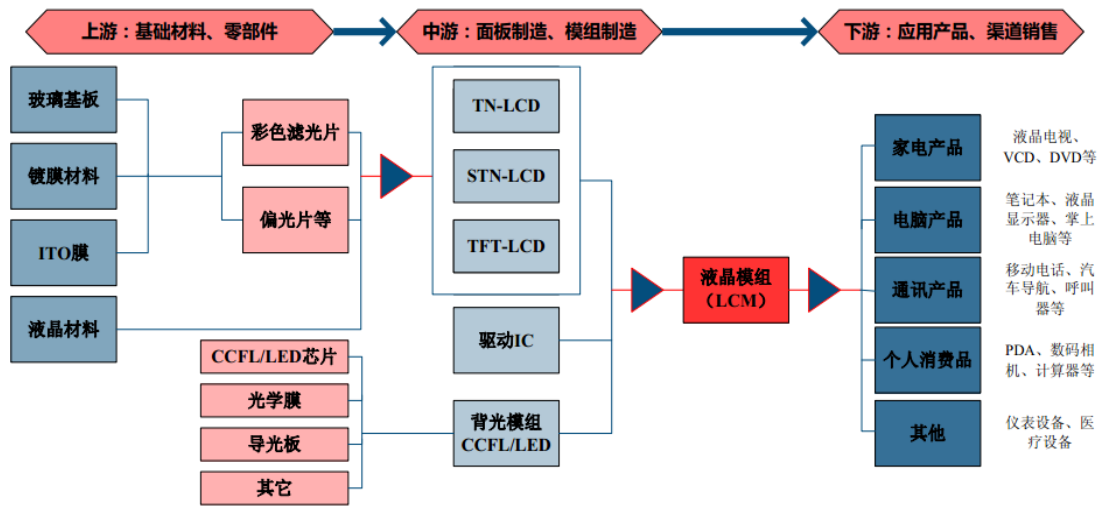 上游：基础材料、零部件
中游：面板制造、模组制造
下游：应用产品、渠道销售
玻璃基板
镀膜材料
ITO膜
液晶材料
彩色滤光片
偏光片等
CCFL/LED芯片
光学膜
导光板
其它
TN-LCD
STN-LCD
TFT-LCD
驱动IC
背光模组
CCFL/LED
液晶模组
（LCM）
家电产品
液晶电视、
VCD、DVD等
电脑产品
笔记本、液晶
显示器、掌上
电脑等
通讯产品
移动电话、汽
车导航、呼叫
器等
个人消费品
PDA、数码相
机、计算器等
其他
仪表设备、医
疗设备